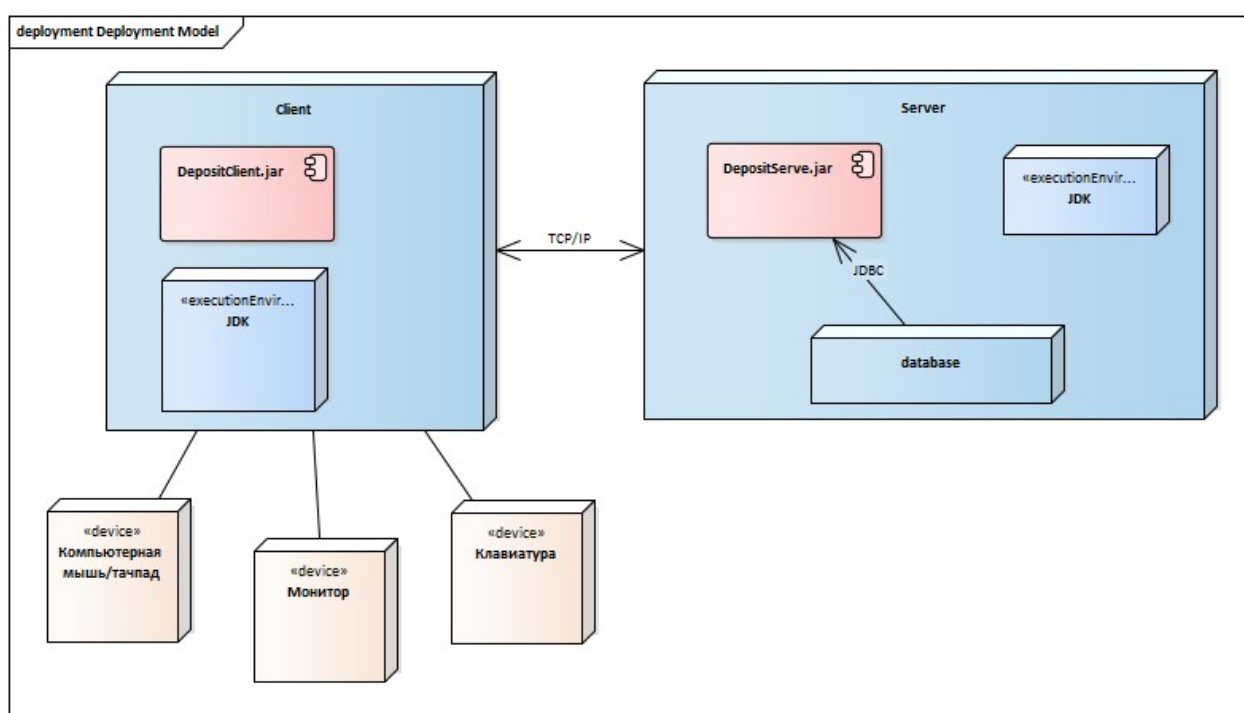 deployment Deployment Model
Client
DepositClient.jar
«executionEnvir...
JDK
TCP/IP
Server
DepositServe.jar
«executionEnvir...
JDK
JDBC
database
«device»
Компьютерная
мышь/тачпад
«device»
Монитор
«device»
Клавиатура